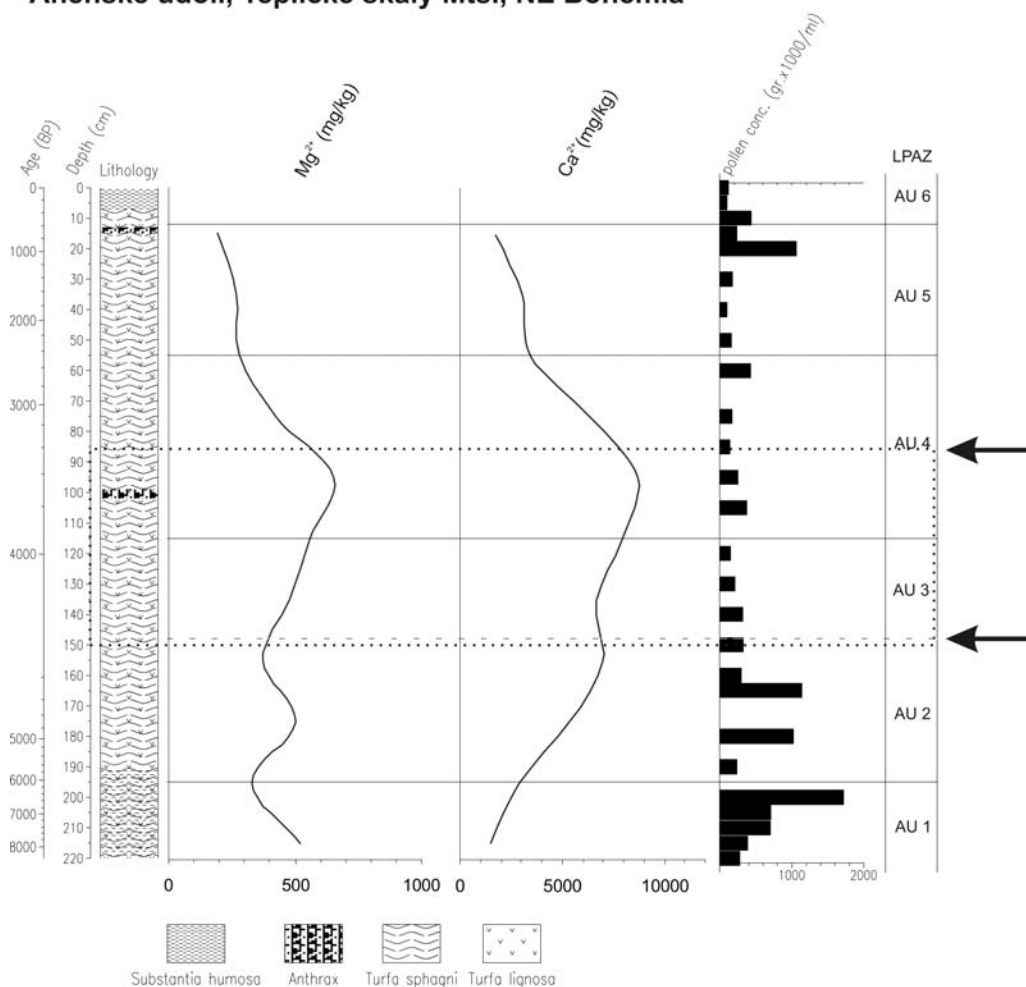 Anenské údolí, Teplické skály Mts., NE Bohemia
Age (BP)
Depth (cm)
Lithology
Mg²⁺ (mg/kg)
Ca²⁺(mg/kg)
pollen conc. (gr.x1000/ml)
LPAZ
0
1000
2000
3000
4000
5000
6000
7000
8000
0
10
20
30
40
50
60
70
80
90
100
110
120
130
140
150
160
170
180
190
200
210
220
AU 6
AU 5
AU 4
AU 3
AU 2
AU 1
0 500 1000
0 5000 10000
1000 2000
Substantia humosa
Anthrax
Turfa sphagni
Turfa lignosa